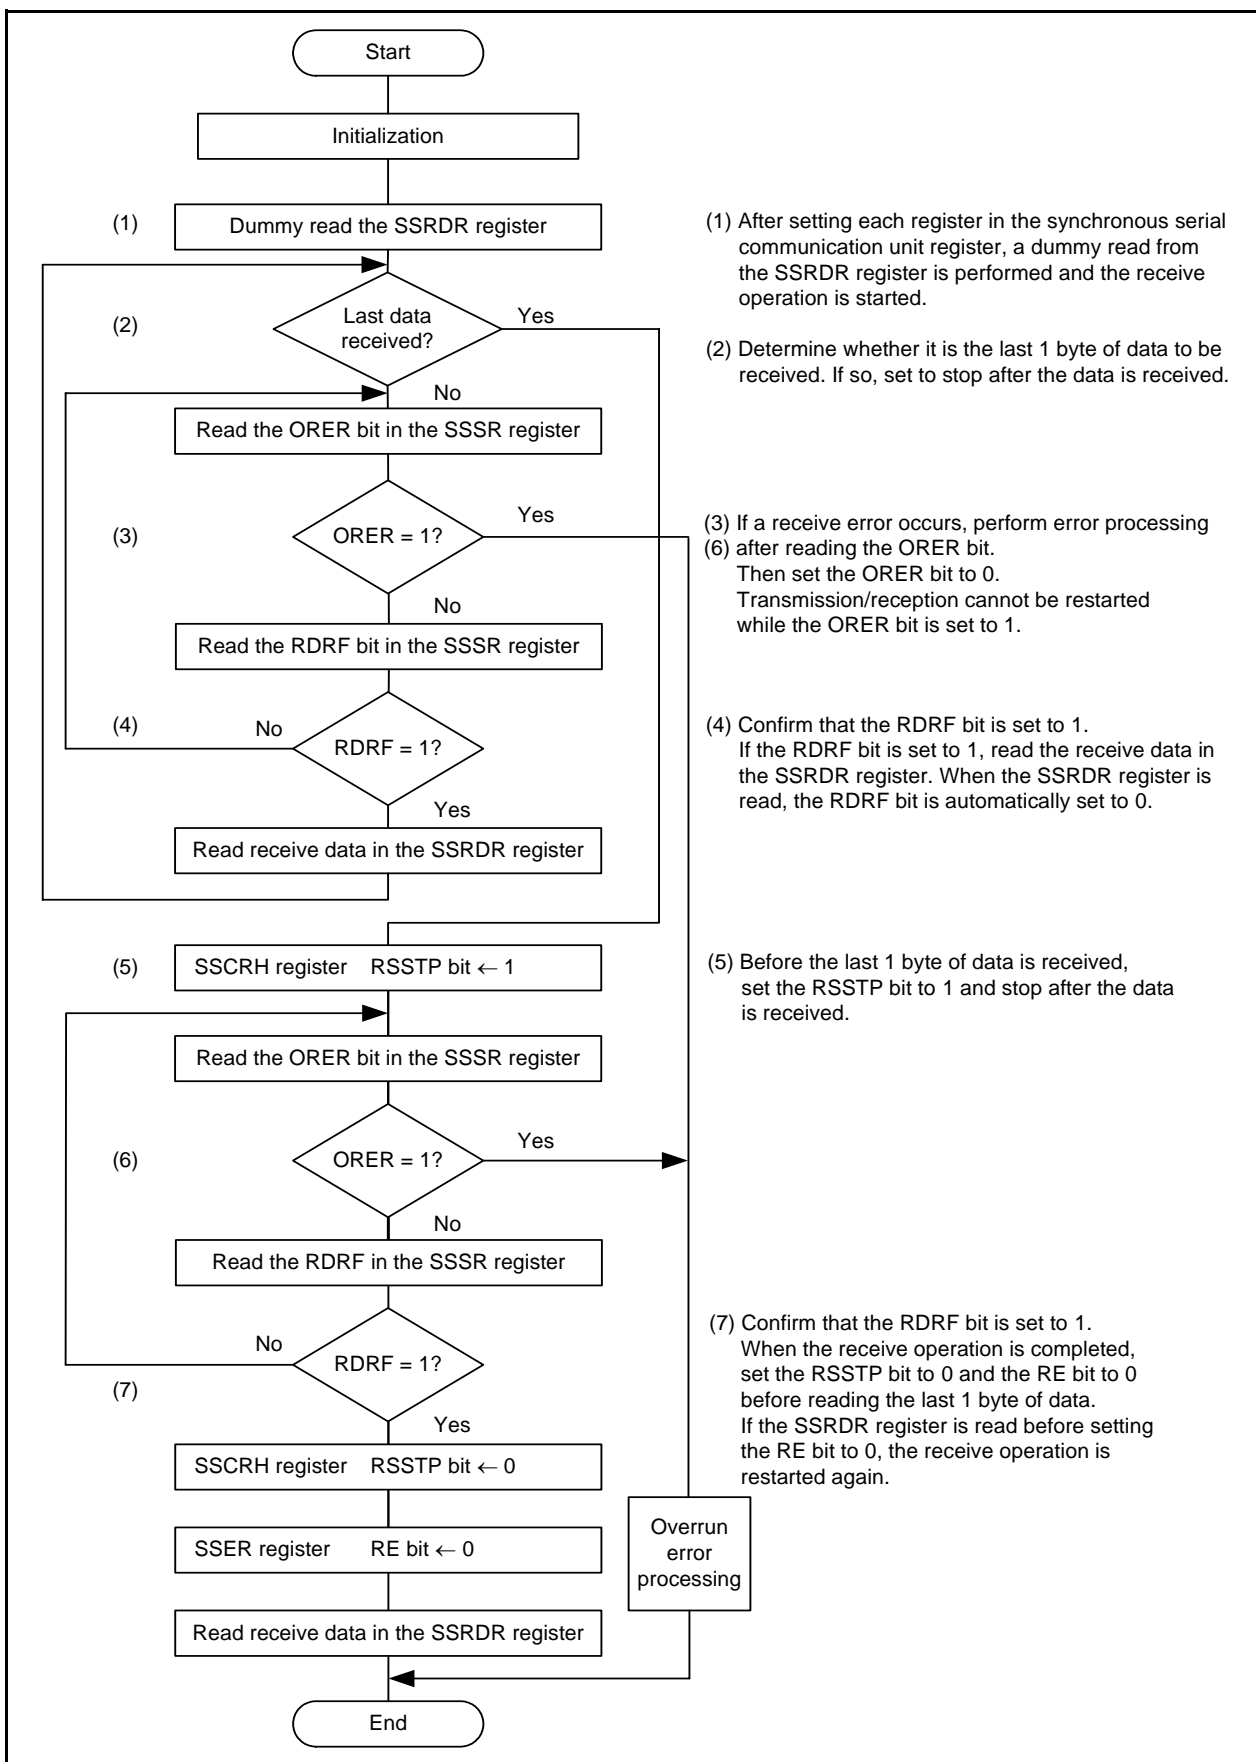 Start
Initialization
(1)
Dummy read the SSRDR register
(2)
Last data
received?
Yes
No
Read the ORER bit in the SSSR register
(3)
ORER = 1?
Yes
No
Read the RDRF bit in the SSSR register
(4)
No
RDRF = 1?
Yes
Read receive data in the SSRDR register
(5)
SSCRH register RSSTP bit ← 1
Read the ORER bit in the SSSR register
(6)
ORER = 1?
Yes
No
Read the RDRF in the SSSR register
No
RDRF = 1?
(7)
Yes
SSCRH register RSSTP bit ← 0
SSER register RE bit ← 0
Read receive data in the SSRDR register
End
Overrun
error
processing
(1) After setting each register in the synchronous serial
communication unit register, a dummy read from
the SSRDR register is performed and the receive
operation is started.
(2) Determine whether it is the last 1 byte of data to be
received. If so, set to stop after the data is received.
(3) If a receive error occurs, perform error processing
(6) after reading the ORER bit.
Then set the ORER bit to 0.
Transmission/reception cannot be restarted
while the ORER bit is set to 1.
(4) Confirm that the RDRF bit is set to 1.
If the RDRF bit is set to 1, read the receive data in
the SSRDR register. When the SSRDR register is
read, the RDRF bit is automatically set to 0.
(5) Before the last 1 byte of data is received,
set the RSSTP bit to 1 and stop after the data
is received.
(7) Confirm that the RDRF bit is set to 1.
When the receive operation is completed,
set the RSSTP bit to 0 and the RE bit to 0
before reading the last 1 byte of data.
If the SSRDR register is read before setting
the RE bit to 0, the receive operation is
restarted again.